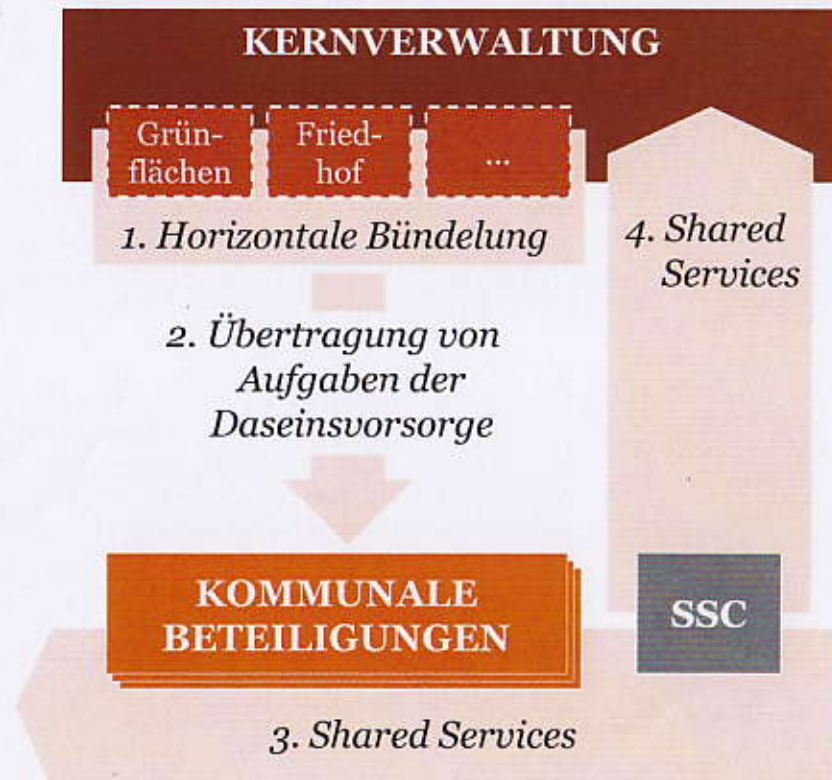 KERNVERWALTUNG
Grün-
flächen
Fried-
hof
...
1. Horizontale Bündelung
4. Shared
Services
2. Übertragung von
Aufgaben der
Daseinsvorsorge
KOMMUNALE
BETEILIGUNGEN
SSC
3. Shared Services